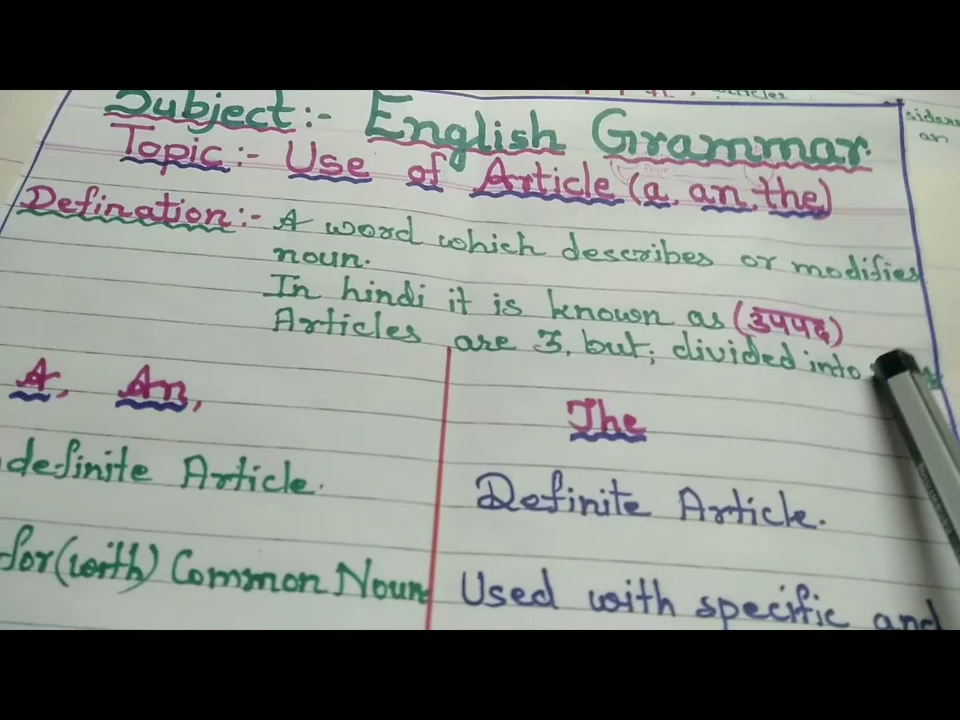 Subject:- English Grammar.
Topic:- Use of Article (a, an, the)
Defination:- A word which describes or modifies
noun.
In hindi it is known as (उपपद)
Articles are 3, but; divided into
A, An,
The
definite Article.
Definite Article.
for(with) Common Noun
Used with specific and
an